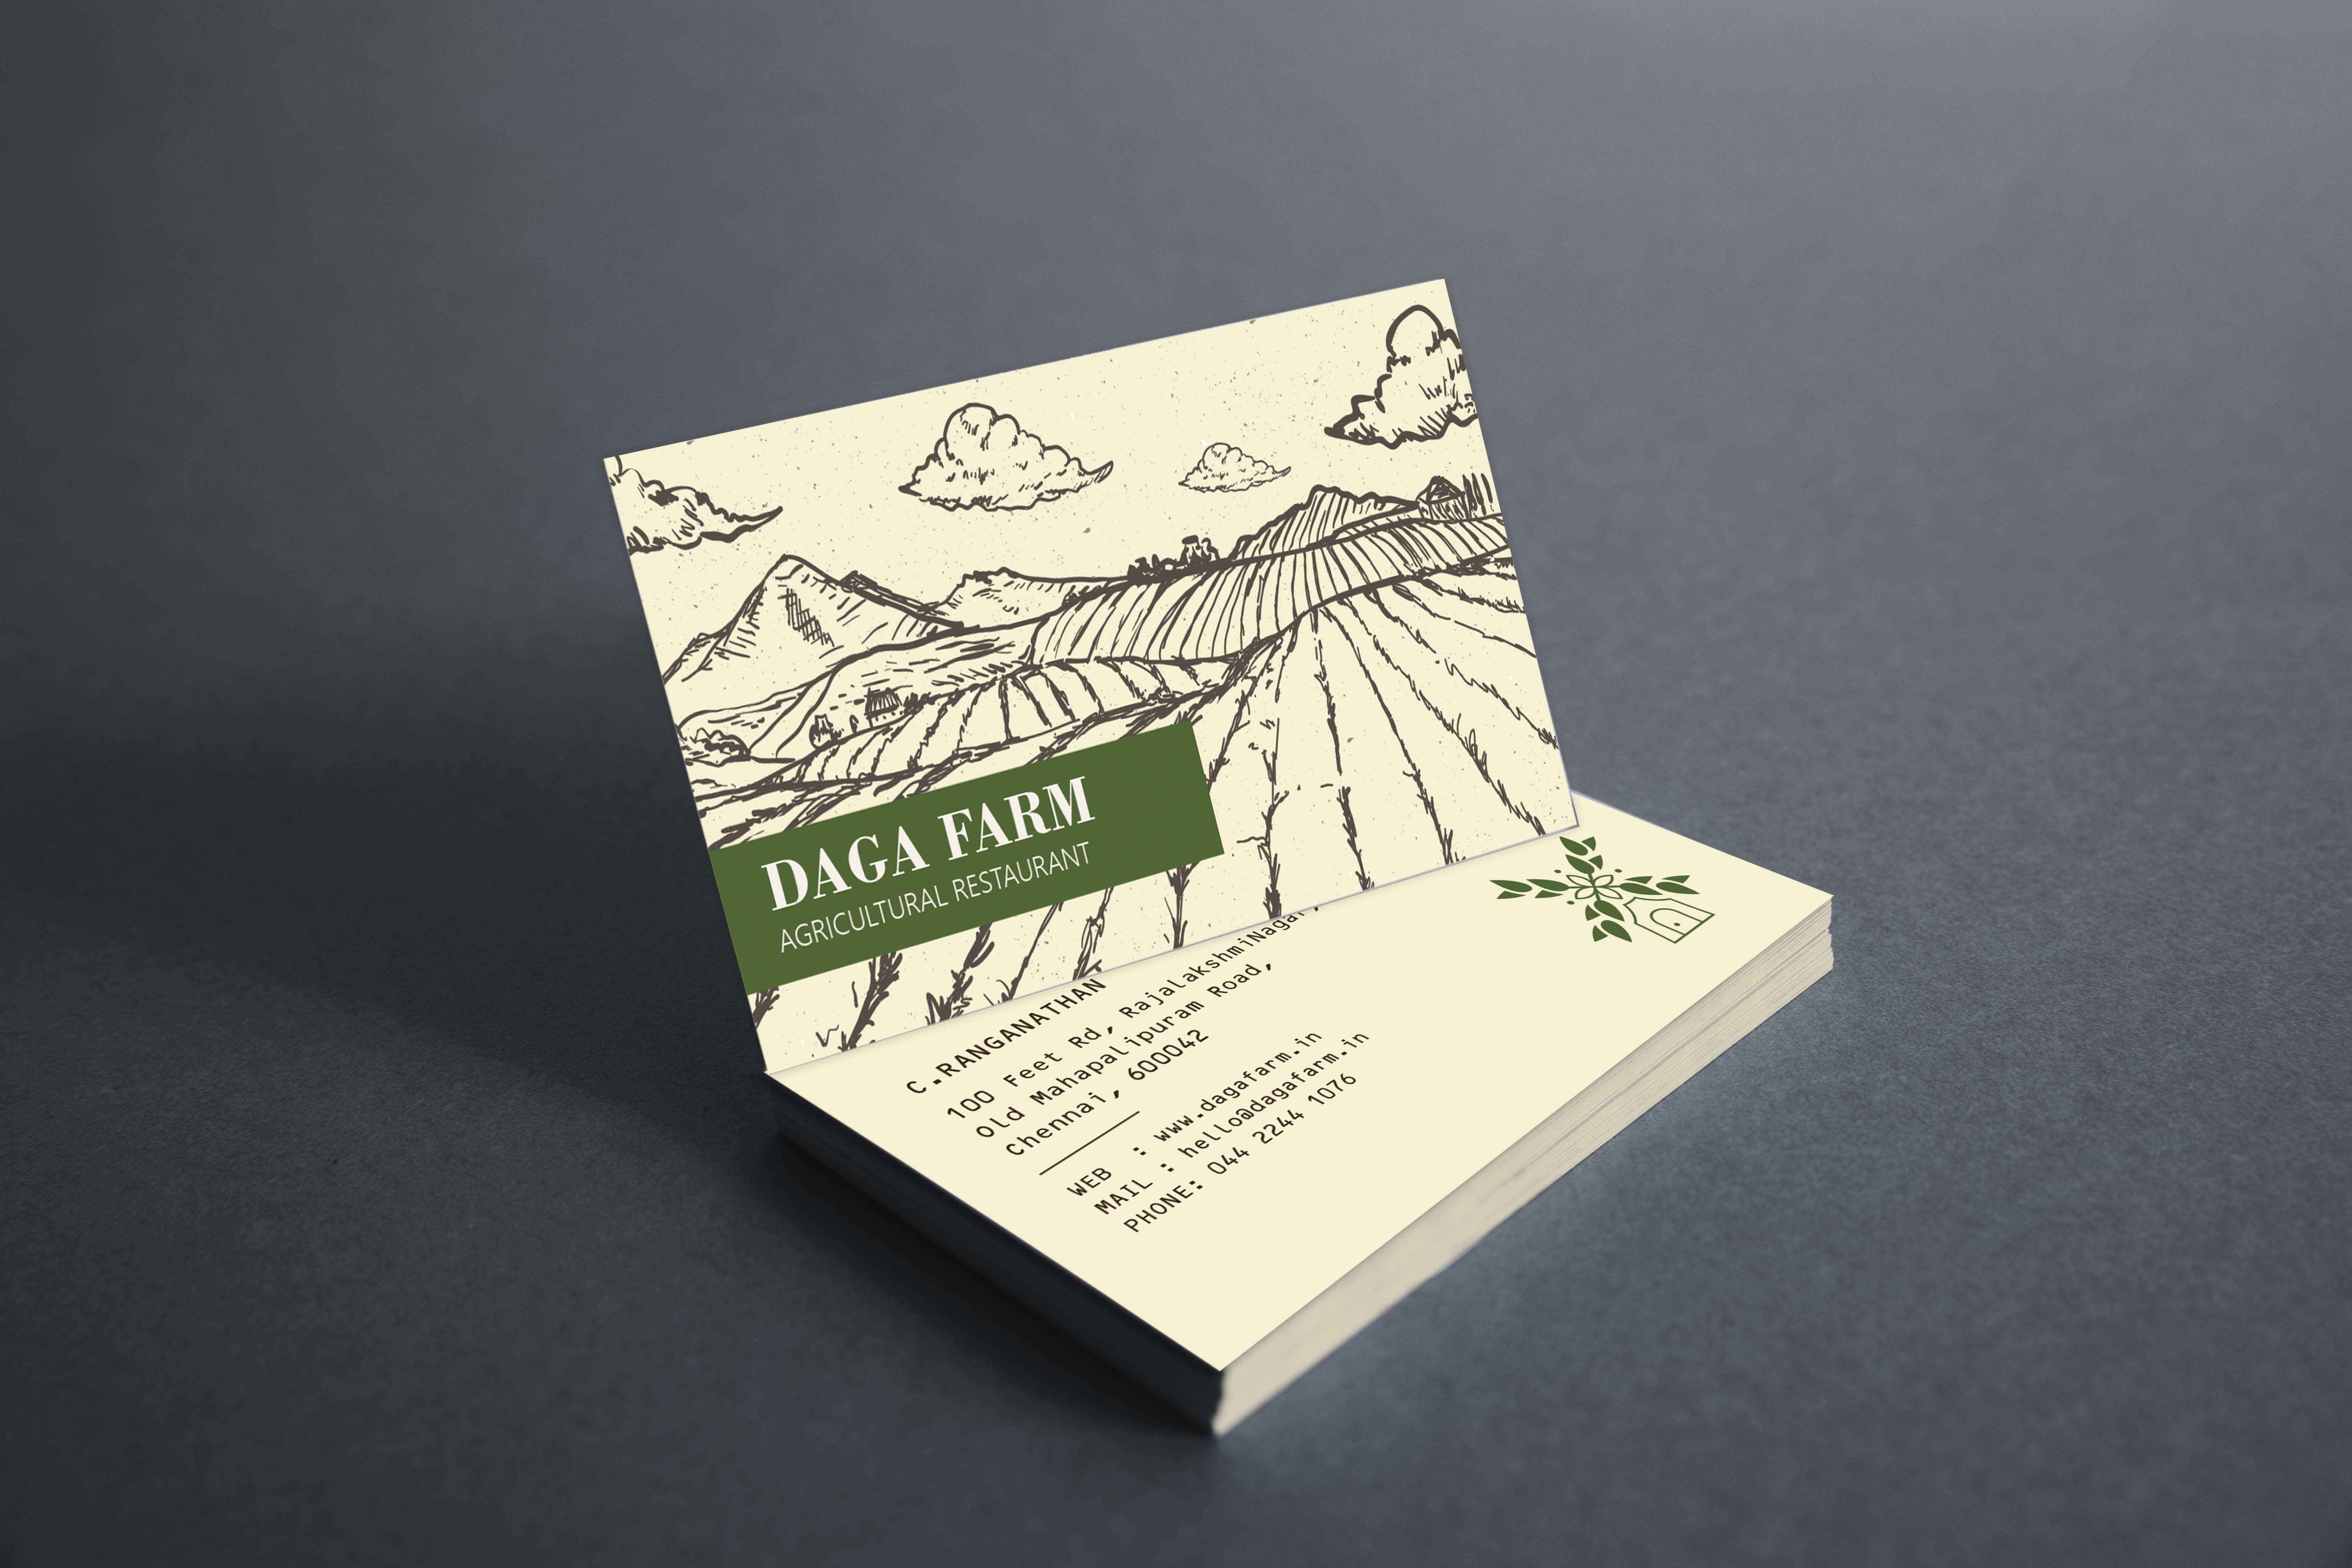 DAGA FARM
AGRICULTURAL RESTAURANT
C.RANGANATHAN
100 Feet Rd, RajalakshmiNagar,
Old Mahapalipuram Road,
Chennai, 600042
WEB : www.dagafarm.in
MAIL : hello@dagafarm.in
PHONE: 044 2244 1076